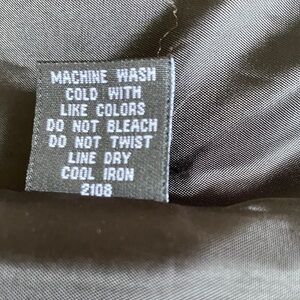 MACHINE WASH
COLD WITH
LIKE COLORS
DO NOT BLEACH
DO NOT TWIST
LINE DRY
COOL IRON
2108